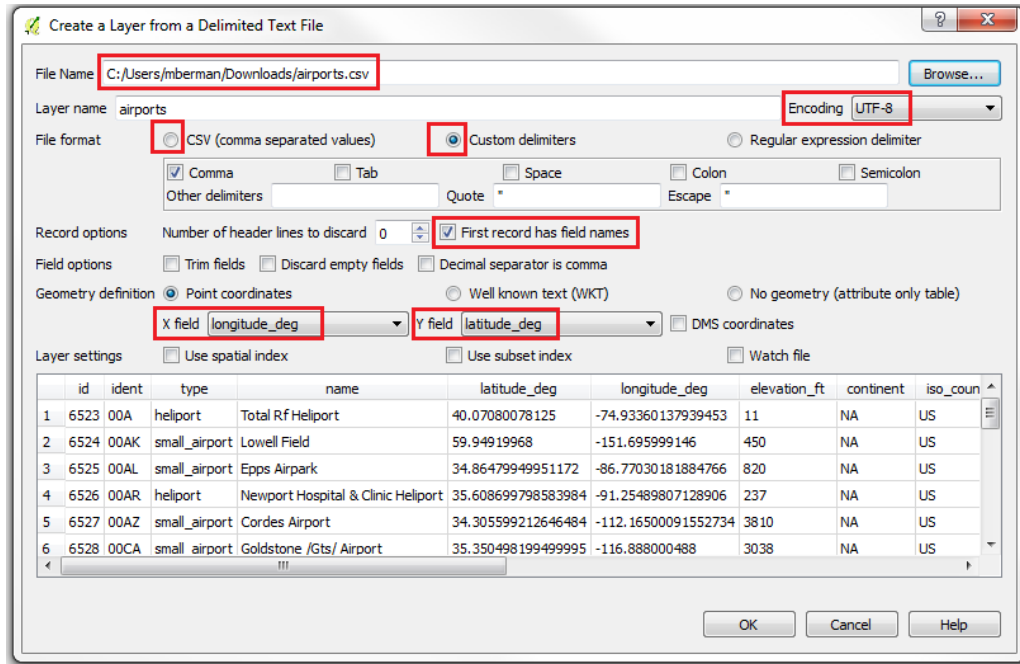 Create a Layer from a Delimited Text File
File Name C:/Users/mberman/Downloads/airports.csv Browse...
Layer name airports Encoding UTF-8
File format CSV (comma separated values) Custom delimiters Regular expression delimiter
Comma Tab Space Colon Semicolon
Other delimiters Quote " Escape "
Record options Number of header lines to discard 0 First record has field names
Field options Trim fields Discard empty fields Decimal separator is comma
Geometry definition Point coordinates Well known text (WKT) No geometry (attribute only table)
X field longitude_deg Y field latitude_deg DMS coordinates
Layer settings Use spatial index Use subset index Watch file
id ident type name latitude_deg longitude_deg elevation_ft continent iso_coun
1 6523 00A heliport Total Rf Heliport 40.07080078125 -74.93360137939453 11 NA US
2 6524 00AK small_airport Lowell Field 59.94919968 -151.695999146 450 NA US
3 6525 00AL small_airport Epps Airpark 34.86479949951172 -86.77030181884766 820 NA US
4 6526 00AR heliport Newport Hospital & Clinic Heliport 35.608699798583984 -91.25489807128906 237 NA US
5 6527 00AZ small_airport Cordes Airport 34.305599212646484 -112.16500091552734 3810 NA US
6 6528 00CA small_airport Goldstone /Gts/ Airport 35.350498199499995 -116.888000488 3038 NA US
OK Cancel Help